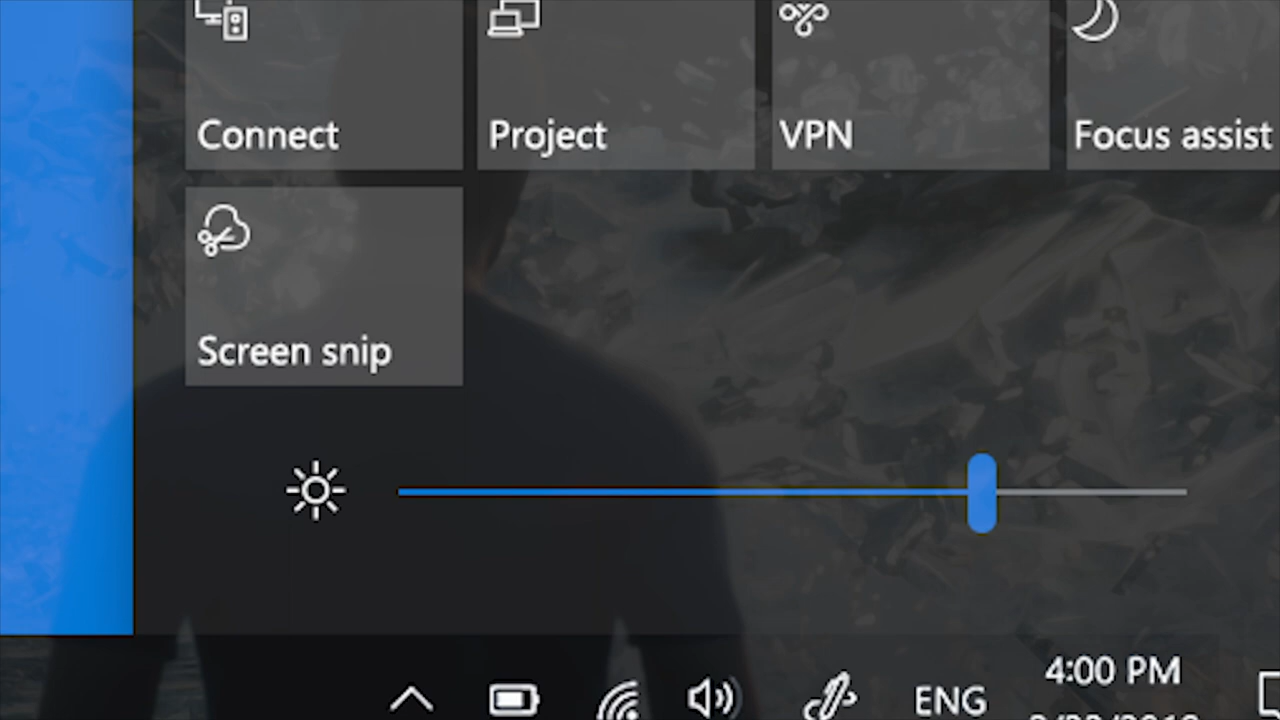 Connect
Project
VPN
Focus assist
Screen snip
4:00 PM
ENG